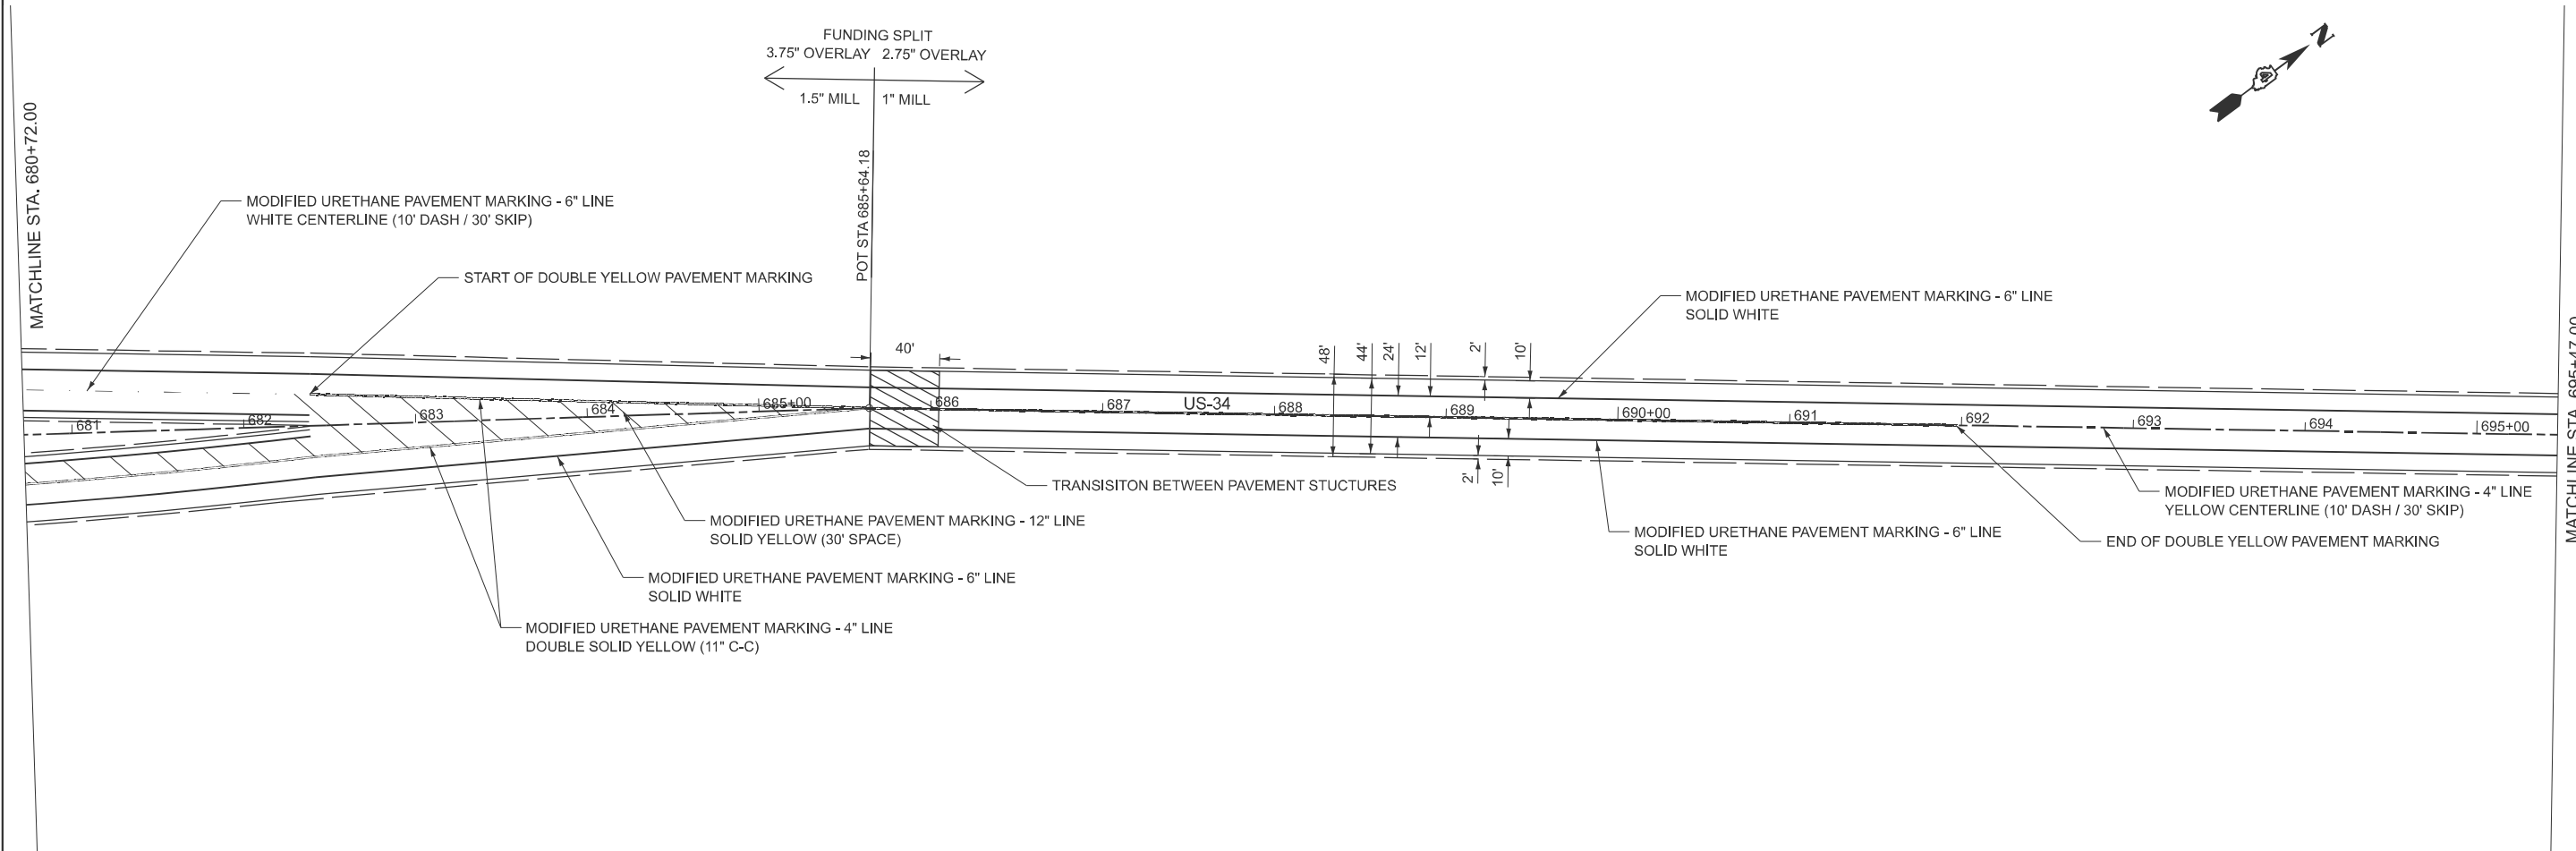 FUNDING SPLIT
3.75" OVERLAY 2.75" OVERLAY
1.5" MILL 1" MILL
N
MATCHLINE STA. 680+72.00
POT STA 685+64.18
MODIFIED URETHANE PAVEMENT MARKING - 6" LINE
WHITE CENTERLINE (10' DASH / 30' SKIP)
START OF DOUBLE YELLOW PAVEMENT MARKING
MODIFIED URETHANE PAVEMENT MARKING - 6" LINE
SOLID WHITE
MATCHLINE STA. 695+47.00
40'
48'
44'
24'
12'
2'
10'
681
682
683
684
685+00
686
687
US-34
688
689
690+00
691
692
693
694
695+00
2'
10'
TRANSISITON BETWEEN PAVEMENT STUCTURES
MODIFIED URETHANE PAVEMENT MARKING - 4" LINE
YELLOW CENTERLINE (10' DASH / 30' SKIP)
MODIFIED URETHANE PAVEMENT MARKING - 12" LINE
SOLID YELLOW (30' SPACE)
MODIFIED URETHANE PAVEMENT MARKING - 6" LINE
SOLID WHITE
END OF DOUBLE YELLOW PAVEMENT MARKING
MODIFIED URETHANE PAVEMENT MARKING - 6" LINE
SOLID WHITE
MODIFIED URETHANE PAVEMENT MARKING - 4" LINE
DOUBLE SOLID YELLOW (11" C-C)